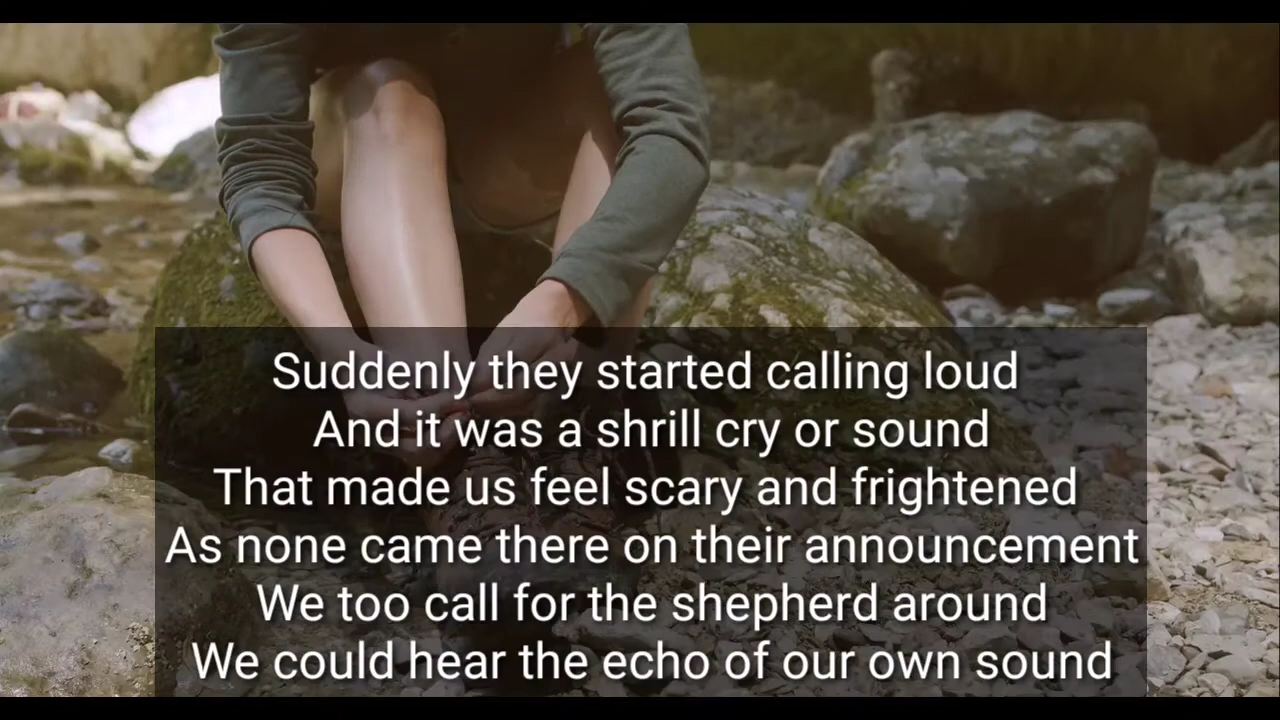 Suddenly they started calling loud
And it was a shrill cry or sound
That made us feel scary and frightened
As none came there on their announcement
We too call for the shepherd around
We could hear the echo of our own sound